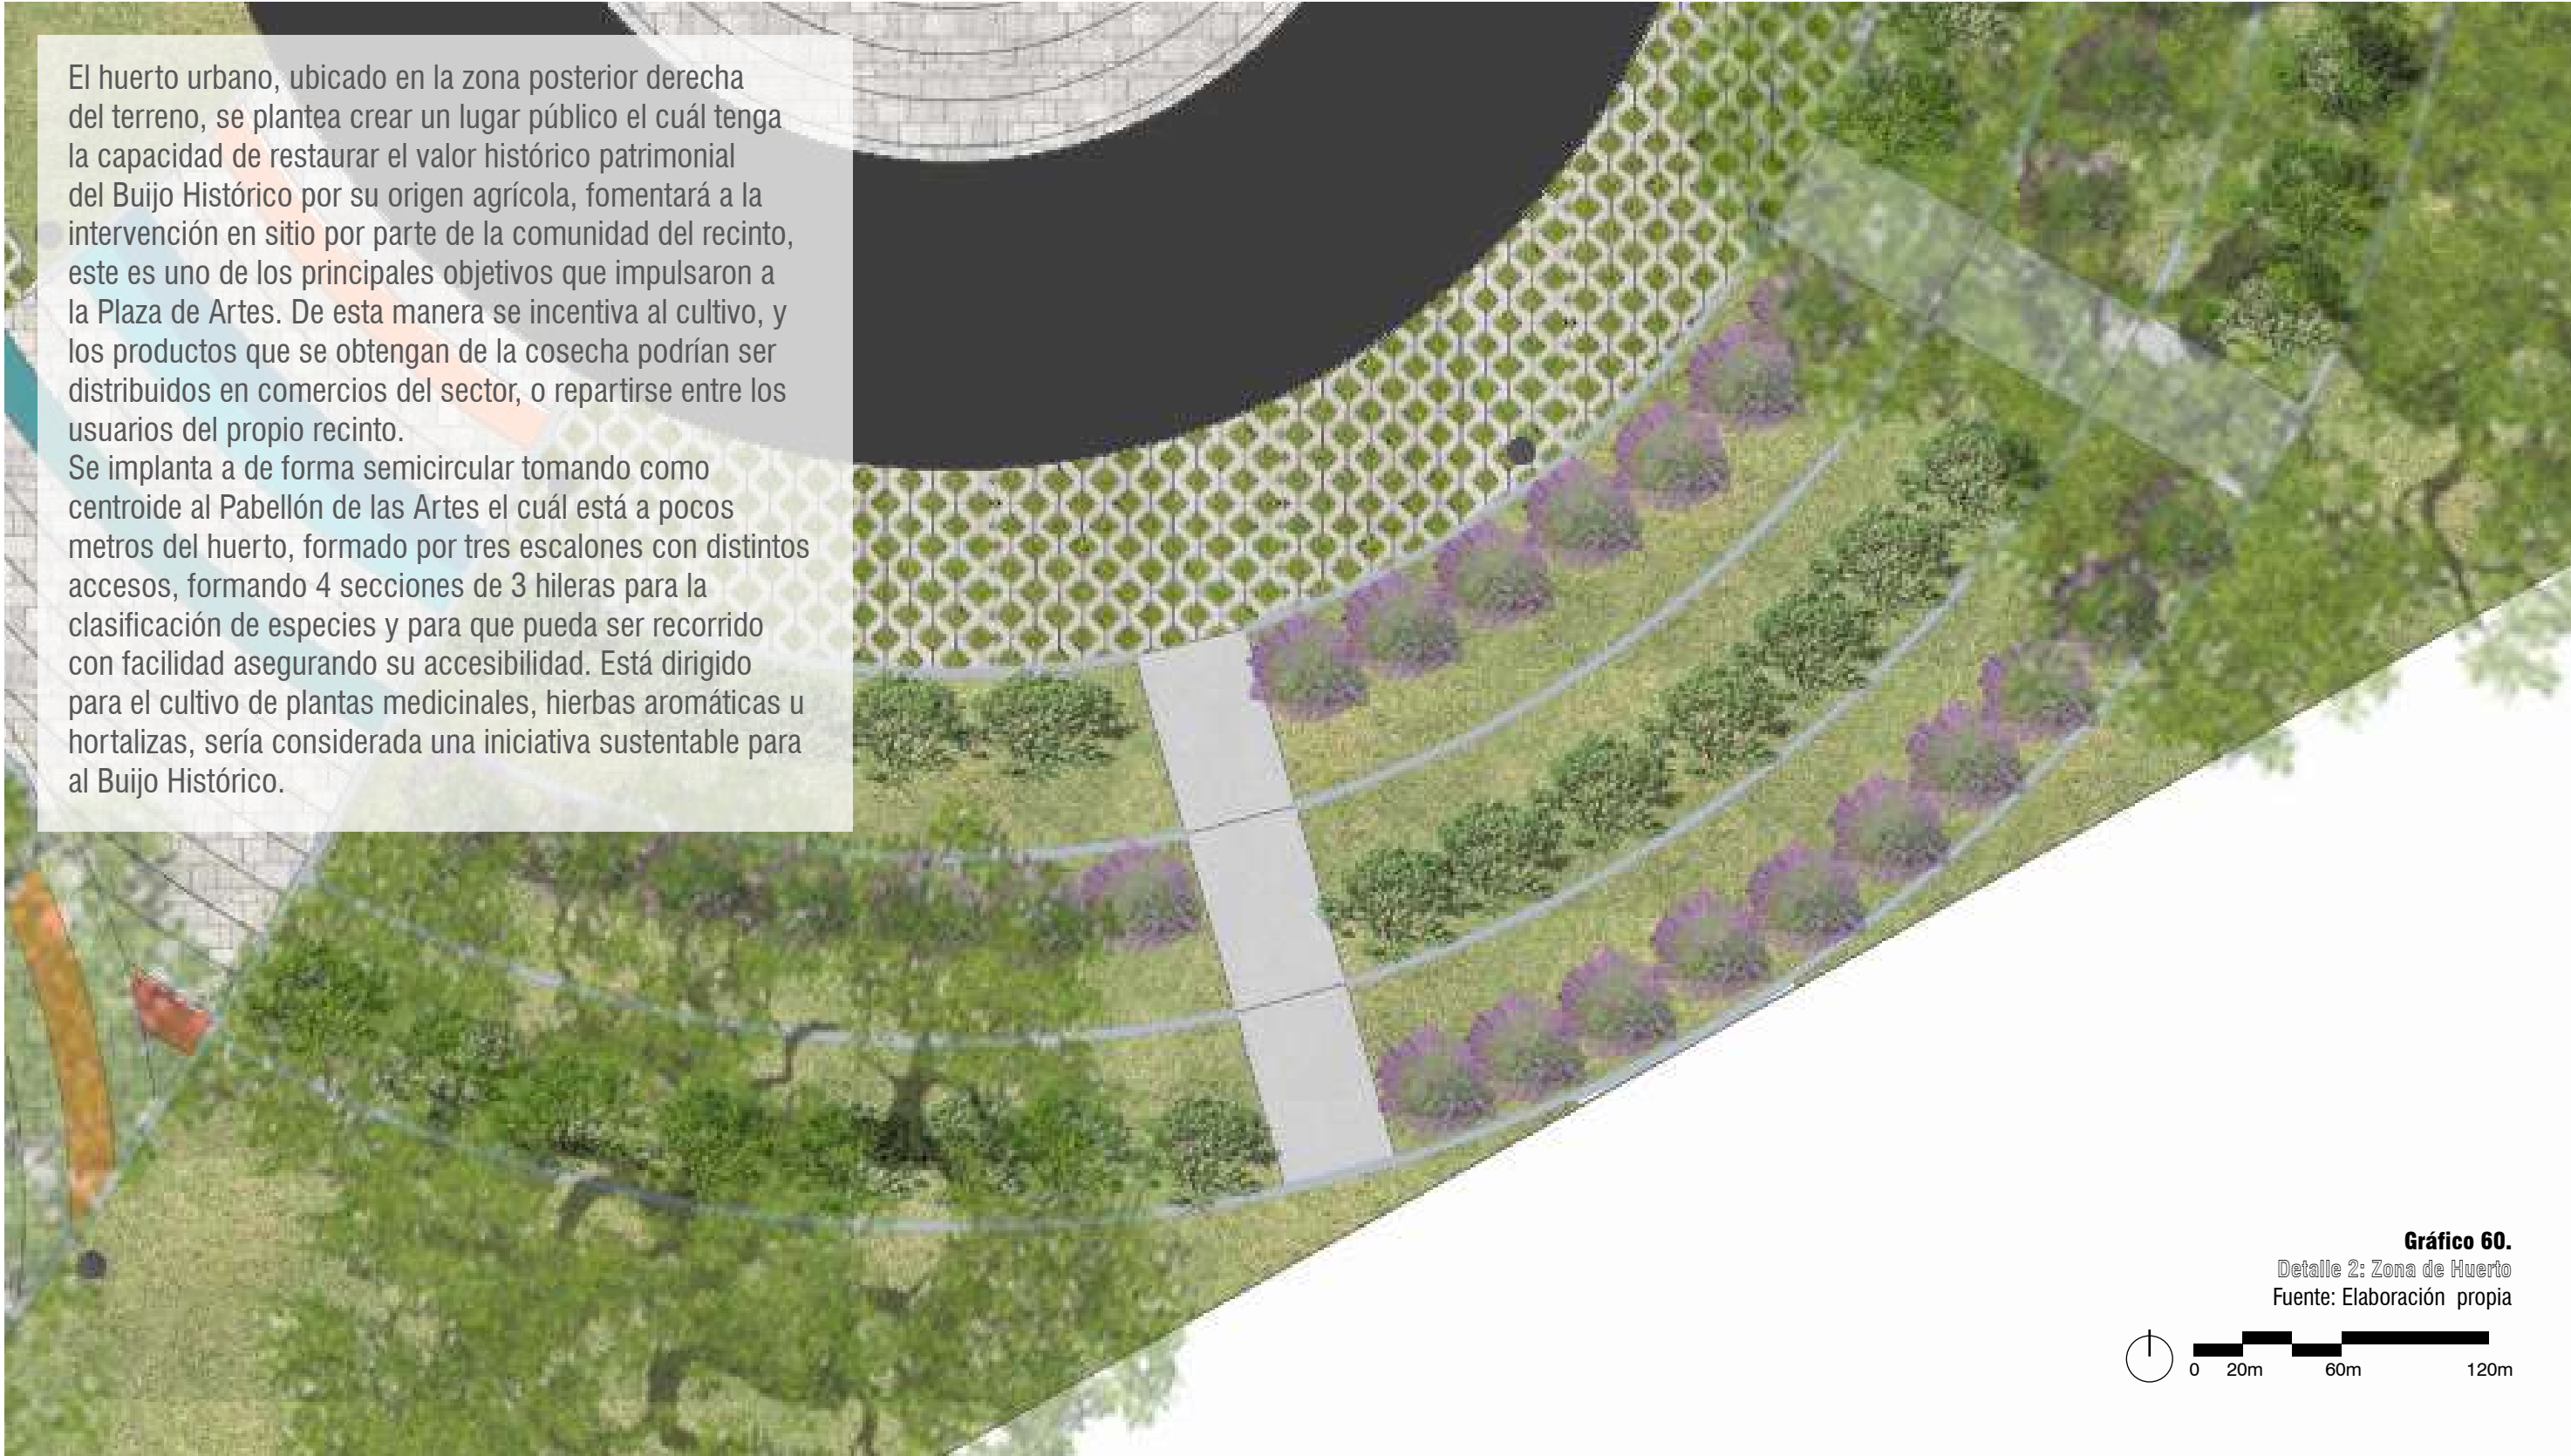 El huerto urbano, ubicado en la zona posterior derecha
del terreno, se plantea crear un lugar público el cuál tenga
la capacidad de restaurar el valor histórico patrimonial
del Buijo Histórico por su origen agrícola, fomentará a la
intervención en sitio por parte de la comunidad del recinto,
este es uno de los principales objetivos que impulsaron a
la Plaza de Artes. De esta manera se incentiva al cultivo, y
los productos que se obtengan de la cosecha podrían ser
distribuidos en comercios del sector, o repartirse entre los
usuarios del propio recinto.
Se implanta a de forma semicircular tomando como
centroide al Pabellón de las Artes el cuál está a pocos
metros del huerto, formado por tres escalones con distintos
accesos, formando 4 secciones de 3 hileras para la
clasificación de especies y para que pueda ser recorrido
con facilidad asegurando su accesibilidad. Está dirigido
para el cultivo de plantas medicinales, hierbas aromáticas u
hortalizas, sería considerada una iniciativa sustentable para
al Buijo Histórico.
Gráfico 60.
Detalle 2: Zona de Huerto
Fuente: Elaboración propia
0 20m 60m 120m